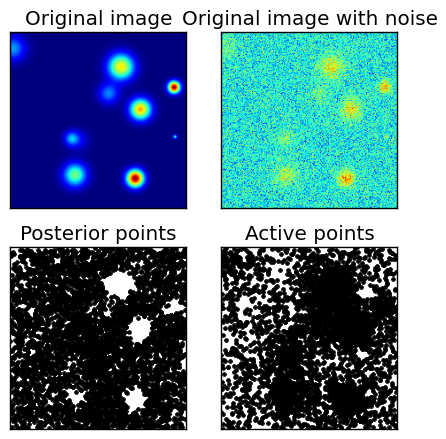 Original image
Original image with noise
Posterior points
Active points